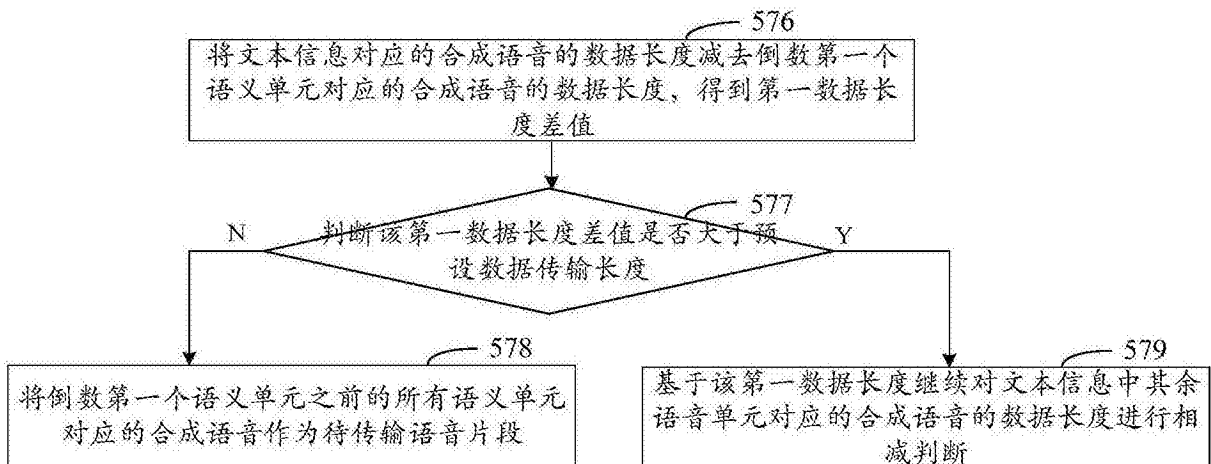 576
将文本信息对应的合成语音的数据长度减去倒数第一个
语义单元对应的合成语音的数据长度，得到第一数据长
度差值
577
N
判断该第一数据长度差值是否大于预
设数据传输长度
Y
578
将倒数第一个语义单元之前的所有语义单元
对应的合成语音作为待传输语音片段
579
基于该第一数据长度继续对文本信息中其余
语音单元对应的合成语音的数据长度进行相
减判断